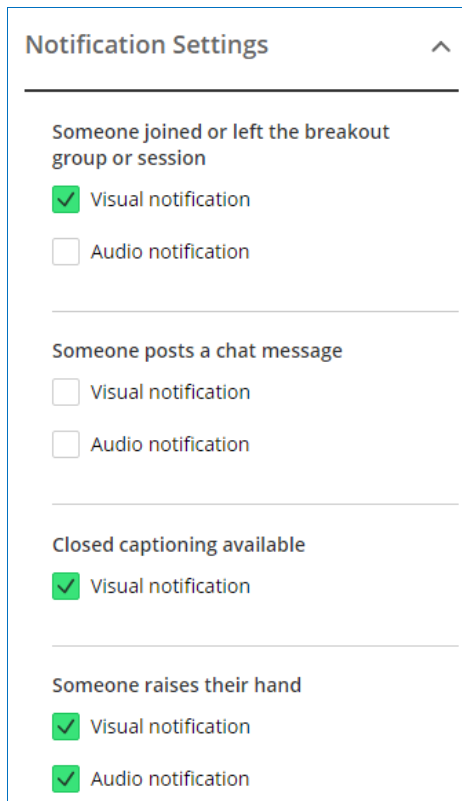 Notification Settings
Someone joined or left the breakout
group or session
Visual notification
Audio notification
Someone posts a chat message
Visual notification
Audio notification
Closed captioning available
Visual notification
Someone raises their hand
Visual notification
Audio notification